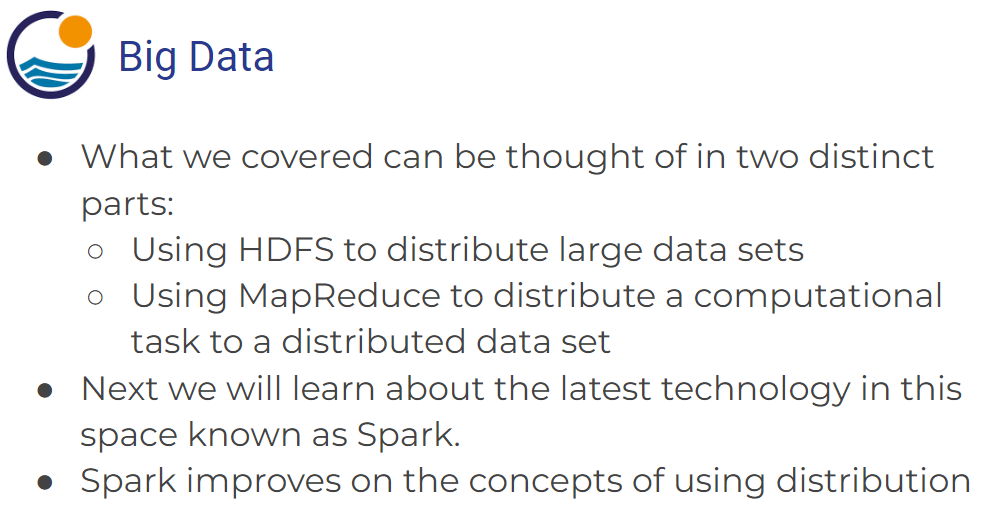 Big Data
● What we covered can be thought of in two distinct
parts:
○ Using HDFS to distribute large data sets
○ Using MapReduce to distribute a computational
task to a distributed data set
● Next we will learn about the latest technology in this
space known as Spark.
● Spark improves on the concepts of using distribution